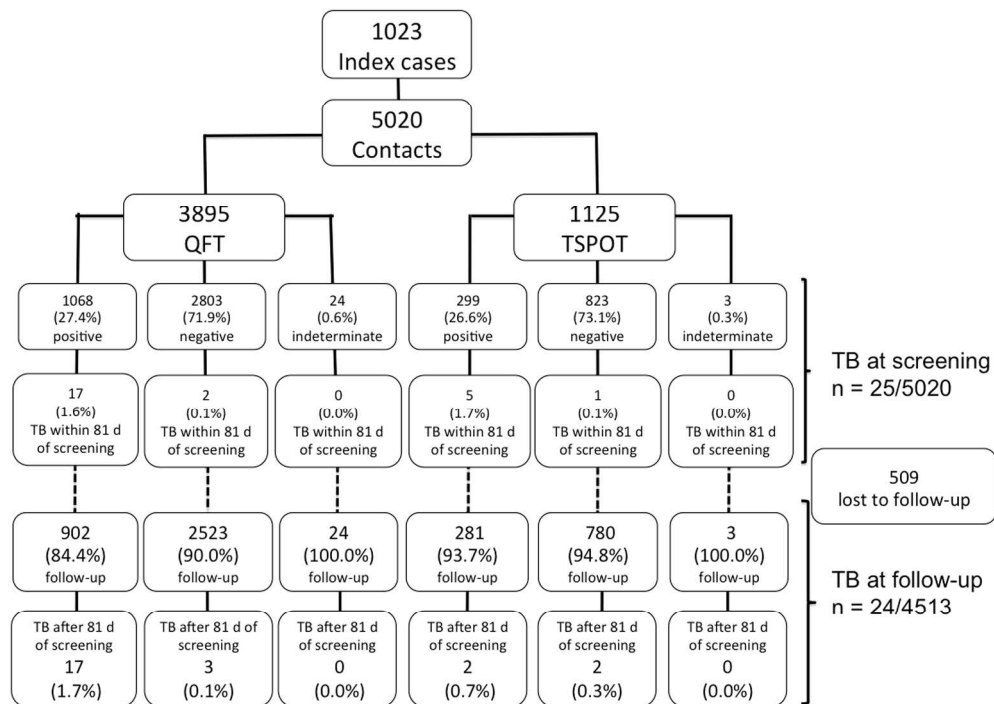 1023
Index cases
5020
Contacts
3895
QFT
1125
TSPOT
1068
(27.4%)
positive
2803
(71.9%)
negative
24
(0.6%)
indeterminate
299
(26.6%)
positive
823
(73.1%)
negative
3
(0.3%)
indeterminate
TB at screening
n = 25/5020
17
(1.6%)
TB within 81 d
of screening
2
(0.1%)
TB within 81 d
of screening
0
(0.0%)
TB within 81 d
of screening
5
(1.7%)
TB within 81 d
of screening
1
(0.1%)
TB within 81 d
of screening
0
(0.0%)
TB within 81 d
of screening
509
lost to follow-up
902
(84.4%)
follow-up
2523
(90.0%)
follow-up
24
(100.0%)
follow-up
281
(93.7%)
follow-up
780
(94.8%)
follow-up
3
(100.0%)
follow-up
TB at follow-up
n = 24/4513
TB after 81 d
of screening
17
(1.7%)
TB after 81 d of
screening
3
(0.1%)
TB after 81 d
of screening
0
(0.0%)
TB after 81 d
of screening
2
(0.7%)
TB after 81 d
of screening
2
(0.3%)
TB after 81 d
of screening
0
(0.0%)